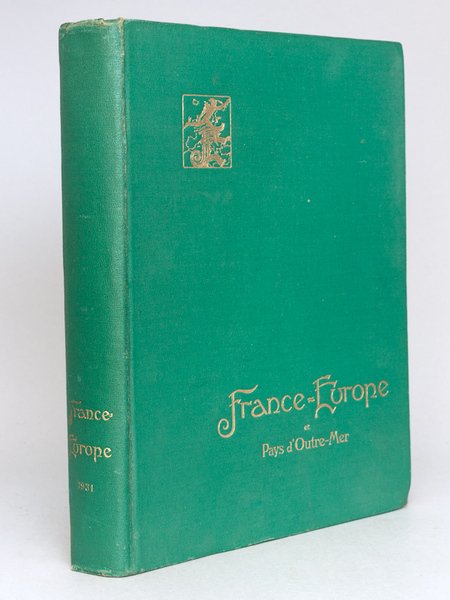 France=Europe
et
Pays d'Outre-Mer
France=
Europe
1931